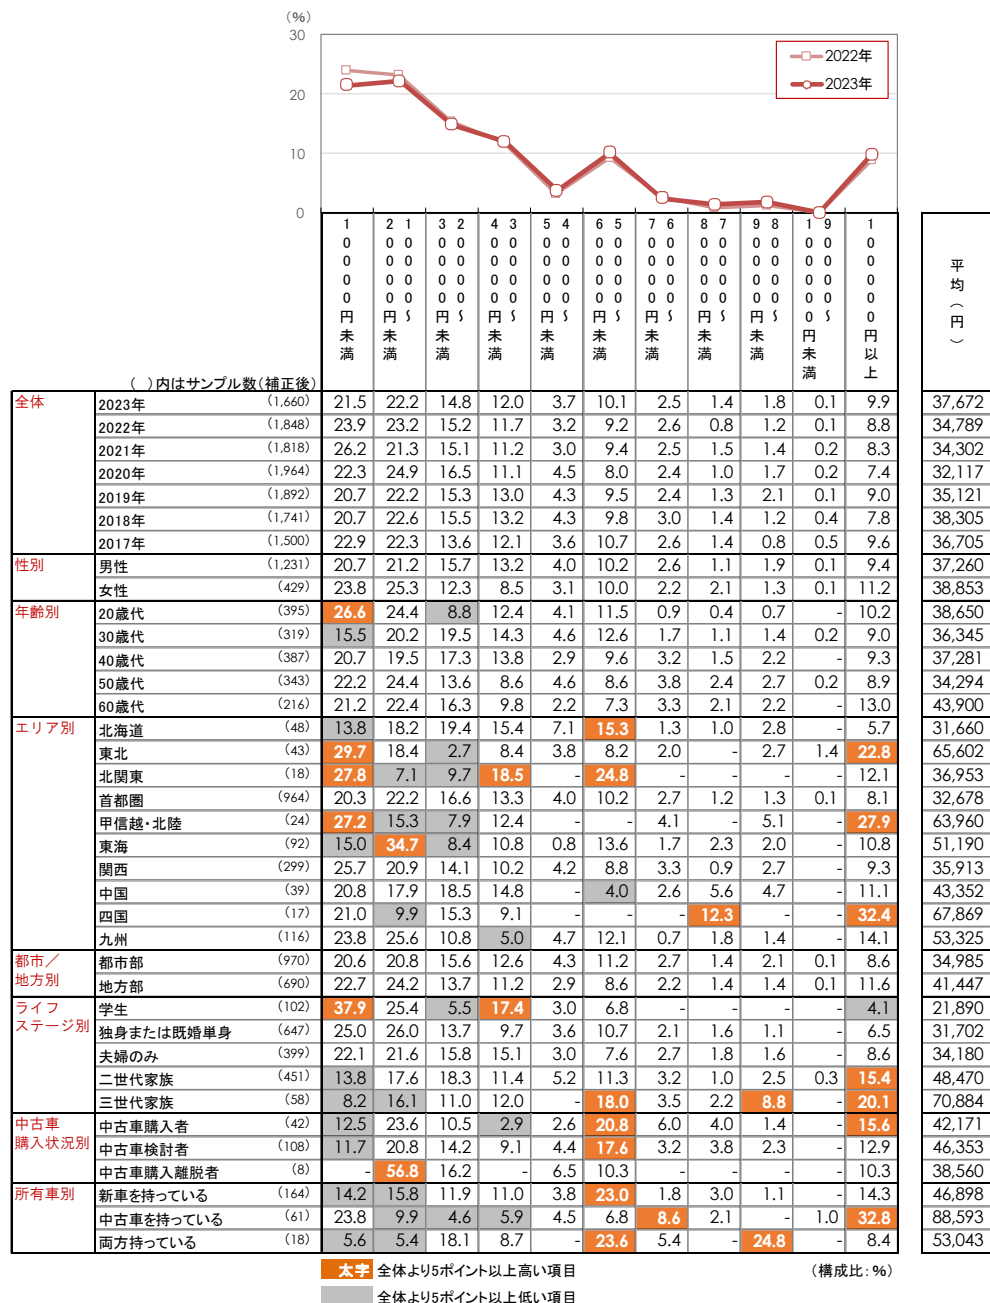 （％）
30
20
10
0
2022年
2023年
10000円未満
10000～20000円未満
20000～30000円未満
30000～40000円未満
40000～50000円未満
50000～60000円未満
60000～70000円未満
70000～80000円未満
80000～90000円未満
90000～100000円未満
100000円以上
平均（円）
（　）内はサンプル数（補正後）
全体 2023年 (1,660) 21.5 22.2 14.8 12.0 3.7 10.1 2.5 1.4 1.8 0.1 9.9 37,672
2022年 (1,848) 23.9 23.2 15.2 11.7 3.2 9.2 2.6 0.8 1.2 0.1 8.8 34,789
2021年 (1,818) 26.2 21.3 15.1 11.2 3.0 9.4 2.5 1.5 1.4 0.2 8.3 34,302
2020年 (1,964) 22.3 24.9 16.5 11.1 4.5 8.0 2.4 1.0 1.7 0.2 7.4 32,117
2019年 (1,892) 20.7 22.2 15.3 13.0 4.3 9.5 2.4 1.3 2.1 0.1 9.0 35,121
2018年 (1,741) 20.7 22.6 15.5 13.2 4.3 9.8 3.0 1.4 1.2 0.4 7.8 38,305
2017年 (1,500) 22.9 22.3 13.6 12.1 3.6 10.7 2.6 1.4 0.8 0.5 9.6 36,705
性別 男性 (1,231) 20.7 21.2 15.7 13.2 4.0 10.2 2.6 1.1 1.9 0.1 9.4 37,260
女性 (429) 23.8 25.3 12.3 8.5 3.1 10.0 2.2 2.1 1.3 0.1 11.2 38,853
年齢別 20歳代 (395) 26.6 24.4 8.8 12.4 4.1 11.5 0.9 0.4 0.7 - 10.2 38,650
30歳代 (319) 15.5 20.2 19.5 14.3 4.6 12.6 1.7 1.1 1.4 0.2 9.0 36,345
40歳代 (387) 20.7 19.5 17.3 13.8 2.9 9.6 3.2 1.5 2.2 - 9.3 37,281
50歳代 (343) 22.2 24.4 13.6 8.6 4.6 8.6 3.8 2.4 2.7 0.2 8.9 34,294
60歳代 (216) 21.2 22.4 16.3 9.8 2.2 7.3 3.3 2.1 2.2 - 13.0 43,900
エリア別 北海道 (48) 13.8 18.2 19.4 15.4 7.1 15.3 1.3 1.0 2.8 - 5.7 31,660
東北 (43) 29.7 18.4 2.7 8.4 3.8 8.2 2.0 - 2.7 1.4 22.8 65,602
北関東 (18) 27.8 7.1 9.7 18.5 - 24.8 - - - - 12.1 36,953
首都圏 (964) 20.3 22.2 16.6 13.3 4.0 10.2 2.7 1.2 1.3 0.1 8.1 32,678
甲信越・北陸 (24) 27.2 15.3 7.9 12.4 - - 4.1 - 5.1 - 27.9 63,960
東海 (92) 15.0 34.7 8.4 10.8 0.8 13.6 1.7 2.3 2.0 - 10.8 51,190
関西 (299) 25.7 20.9 14.1 10.2 4.2 8.8 3.3 0.9 2.7 - 9.3 35,913
中国 (39) 20.8 17.9 18.5 14.8 - 4.0 2.6 5.6 4.7 - 11.1 43,352
四国 (17) 21.0 9.9 15.3 9.1 - - - 12.3 - - 32.4 67,869
九州 (116) 23.8 25.6 10.8 5.0 4.7 12.1 0.7 1.8 1.4 - 14.1 53,325
都市／地方別 都市部 (970) 20.6 20.8 15.6 12.6 4.3 11.2 2.7 1.4 2.1 0.1 8.6 34,985
地方部 (690) 22.7 24.2 13.7 11.2 2.9 8.6 2.2 1.4 1.4 0.1 11.6 41,447
ライフステージ別 学生 (102) 37.9 25.4 5.5 17.4 3.0 6.8 - - - - 4.1 21,890
独身または既婚単身 (647) 25.0 26.0 13.7 9.7 3.6 10.7 2.1 1.6 1.1 - 6.5 31,702
夫婦のみ (399) 22.1 21.6 15.8 15.1 3.0 7.6 2.7 1.8 1.6 - 8.6 34,180
二世代家族 (451) 13.8 17.6 18.3 11.4 5.2 11.3 3.2 1.0 2.5 0.3 15.4 48,470
三世代家族 (58) 8.2 16.1 11.0 12.0 - 18.0 3.5 2.2 8.8 - 20.1 70,884
中古車購入状況別 中古車購入者 (42) 12.5 23.6 10.5 2.9 2.6 20.8 6.0 4.0 1.4 - 15.6 42,171
中古車検討者 (108) 11.7 20.8 14.2 9.1 4.4 17.6 3.2 3.8 2.3 - 12.9 46,353
中古車購入離脱者 (8) - 56.8 16.2 - 6.5 10.3 - - - - 10.3 38,560
所有車別 新車を持っている (164) 14.2 15.8 11.9 11.0 3.8 23.0 1.8 3.0 1.1 - 14.3 46,898
中古車を持っている (61) 23.8 9.9 4.6 5.9 4.5 6.8 8.6 2.1 - 1.0 32.8 88,593
両方持っている (18) 5.6 5.4 18.1 8.7 - 23.6 5.4 - 24.8 - 8.4 53,043
太字 全体より5ポイント以上高い項目 （構成比：％）
全体より5ポイント以上低い項目